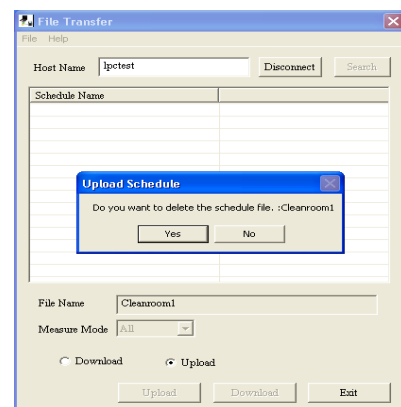 File Transfer
File Help
Host Name lpctest Disconnect Search
Schedule Name
Upload Schedule
Do you want to delete the schedule file. :Cleanroom1
Yes No
File Name Cleanroom1
Measure Mode All
Download Upload
Upload Download Exit